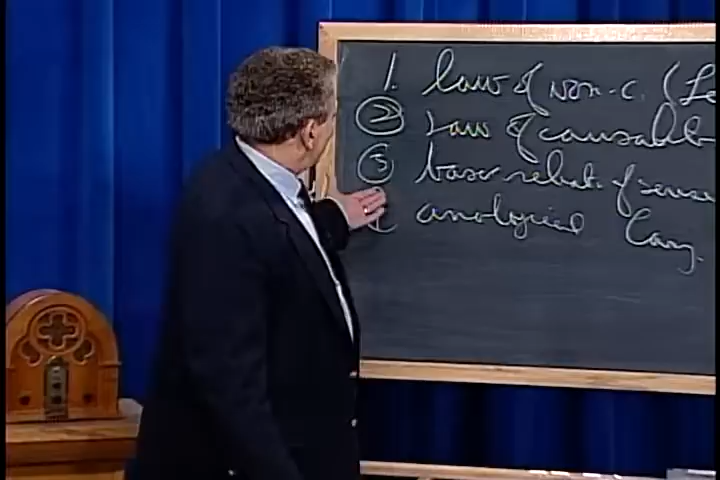 1. law of non-c. (Le
2 Law of causalit
3 basic reliab. of sense
analogical lang.